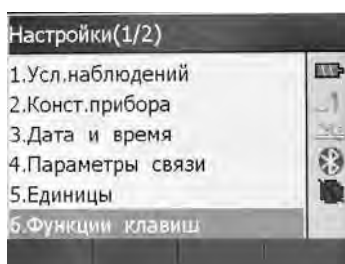 Настройки(1/2)
1.Усл.наблюдений
2.Конст.прибора
3.Дата и время
4.Параметры связи
5.Единицы
6.Функции клавиш